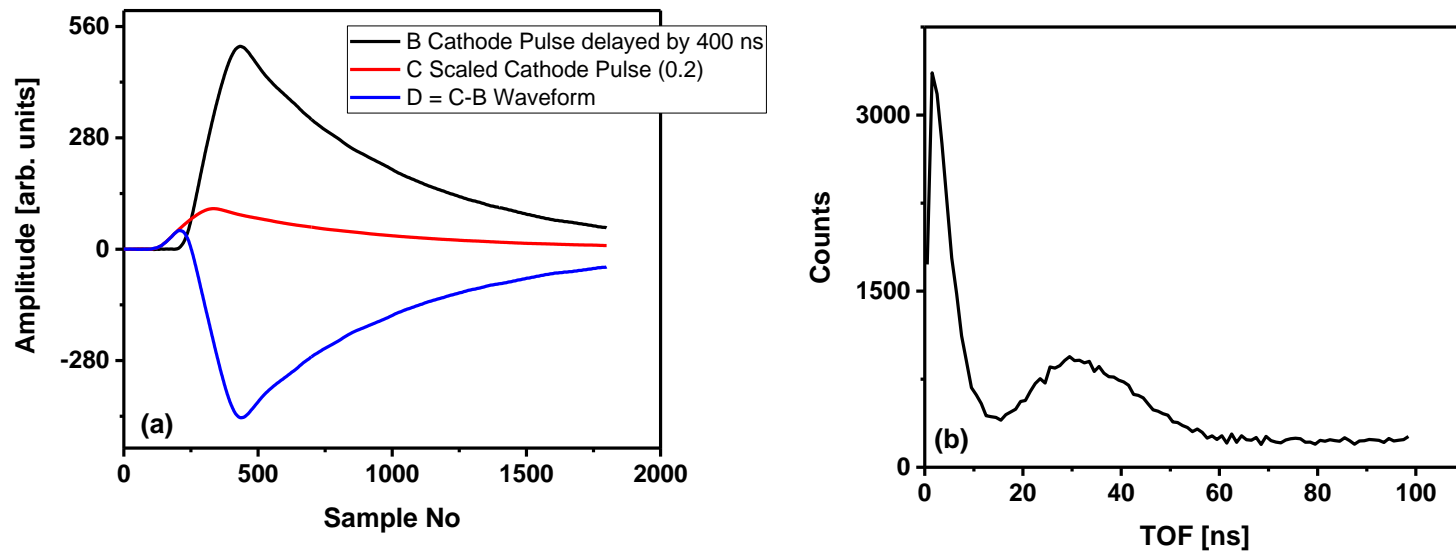 560
280
0
-280
Amplitude [arb. units]
B Cathode Pulse delayed by 400 ns
C Scaled Cathode Pulse (0.2)
D = C-B Waveform
(a)
0 500 1000 1500 2000
Sample No
3000
1500
0
Counts
(b)
0 20 40 60 80 100
TOF [ns]